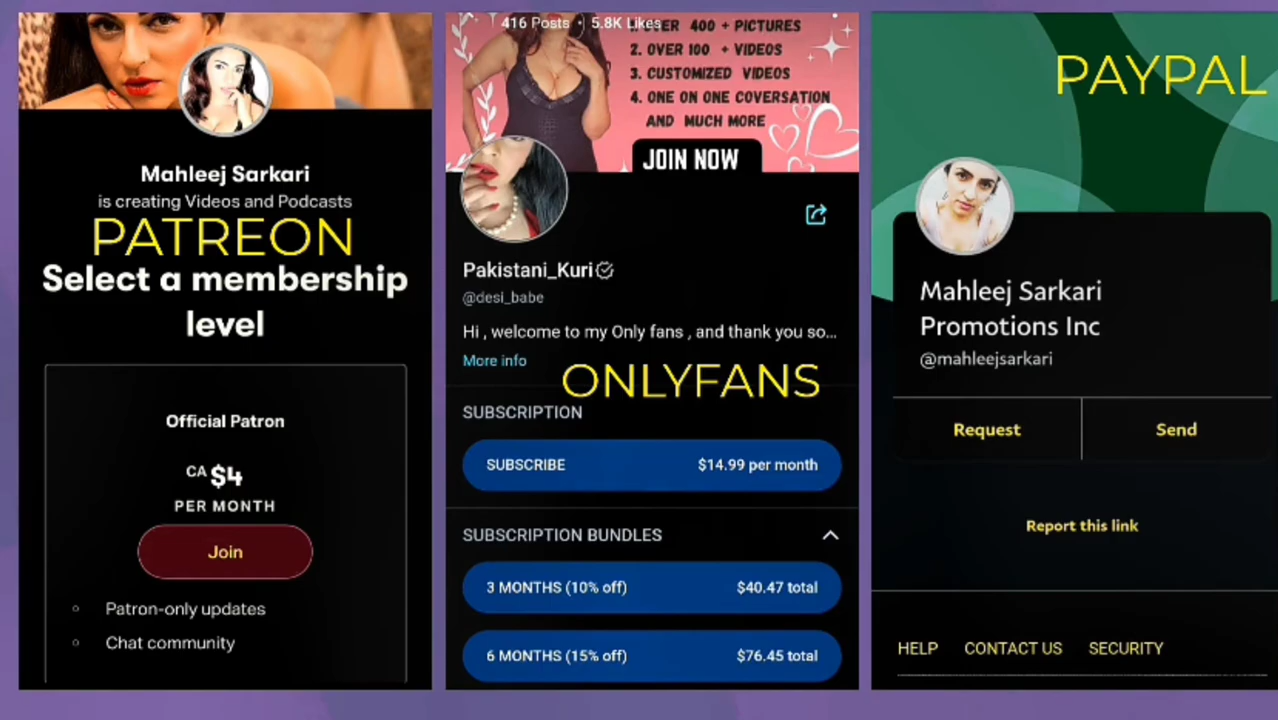 Mahleej Sarkari
is creating Videos and Podcasts
PATREON
Select a membership
level
Official Patron
CA $4
PER MONTH
Join
Patron-only updates
Chat community
416 Posts • 5.8K Likes
1. OVER 400 + PICTURES
2. OVER 100 + VIDEOS
3. CUSTOMIZED VIDEOS
4. ONE ON ONE COVERSATION
AND MUCH MORE
JOIN NOW
Pakistani_Kuri
@desi_babe
Hi , welcome to my Only fans , and thank you so...
More info
ONLYFANS
SUBSCRIPTION
SUBSCRIBE $14.99 per month
SUBSCRIPTION BUNDLES
3 MONTHS (10% off) $40.47 total
6 MONTHS (15% off) $76.45 total
PAYPAL
Mahleej Sarkari
Promotions Inc
@mahleejsarkari
Request Send
Report this link
HELP CONTACT US SECURITY